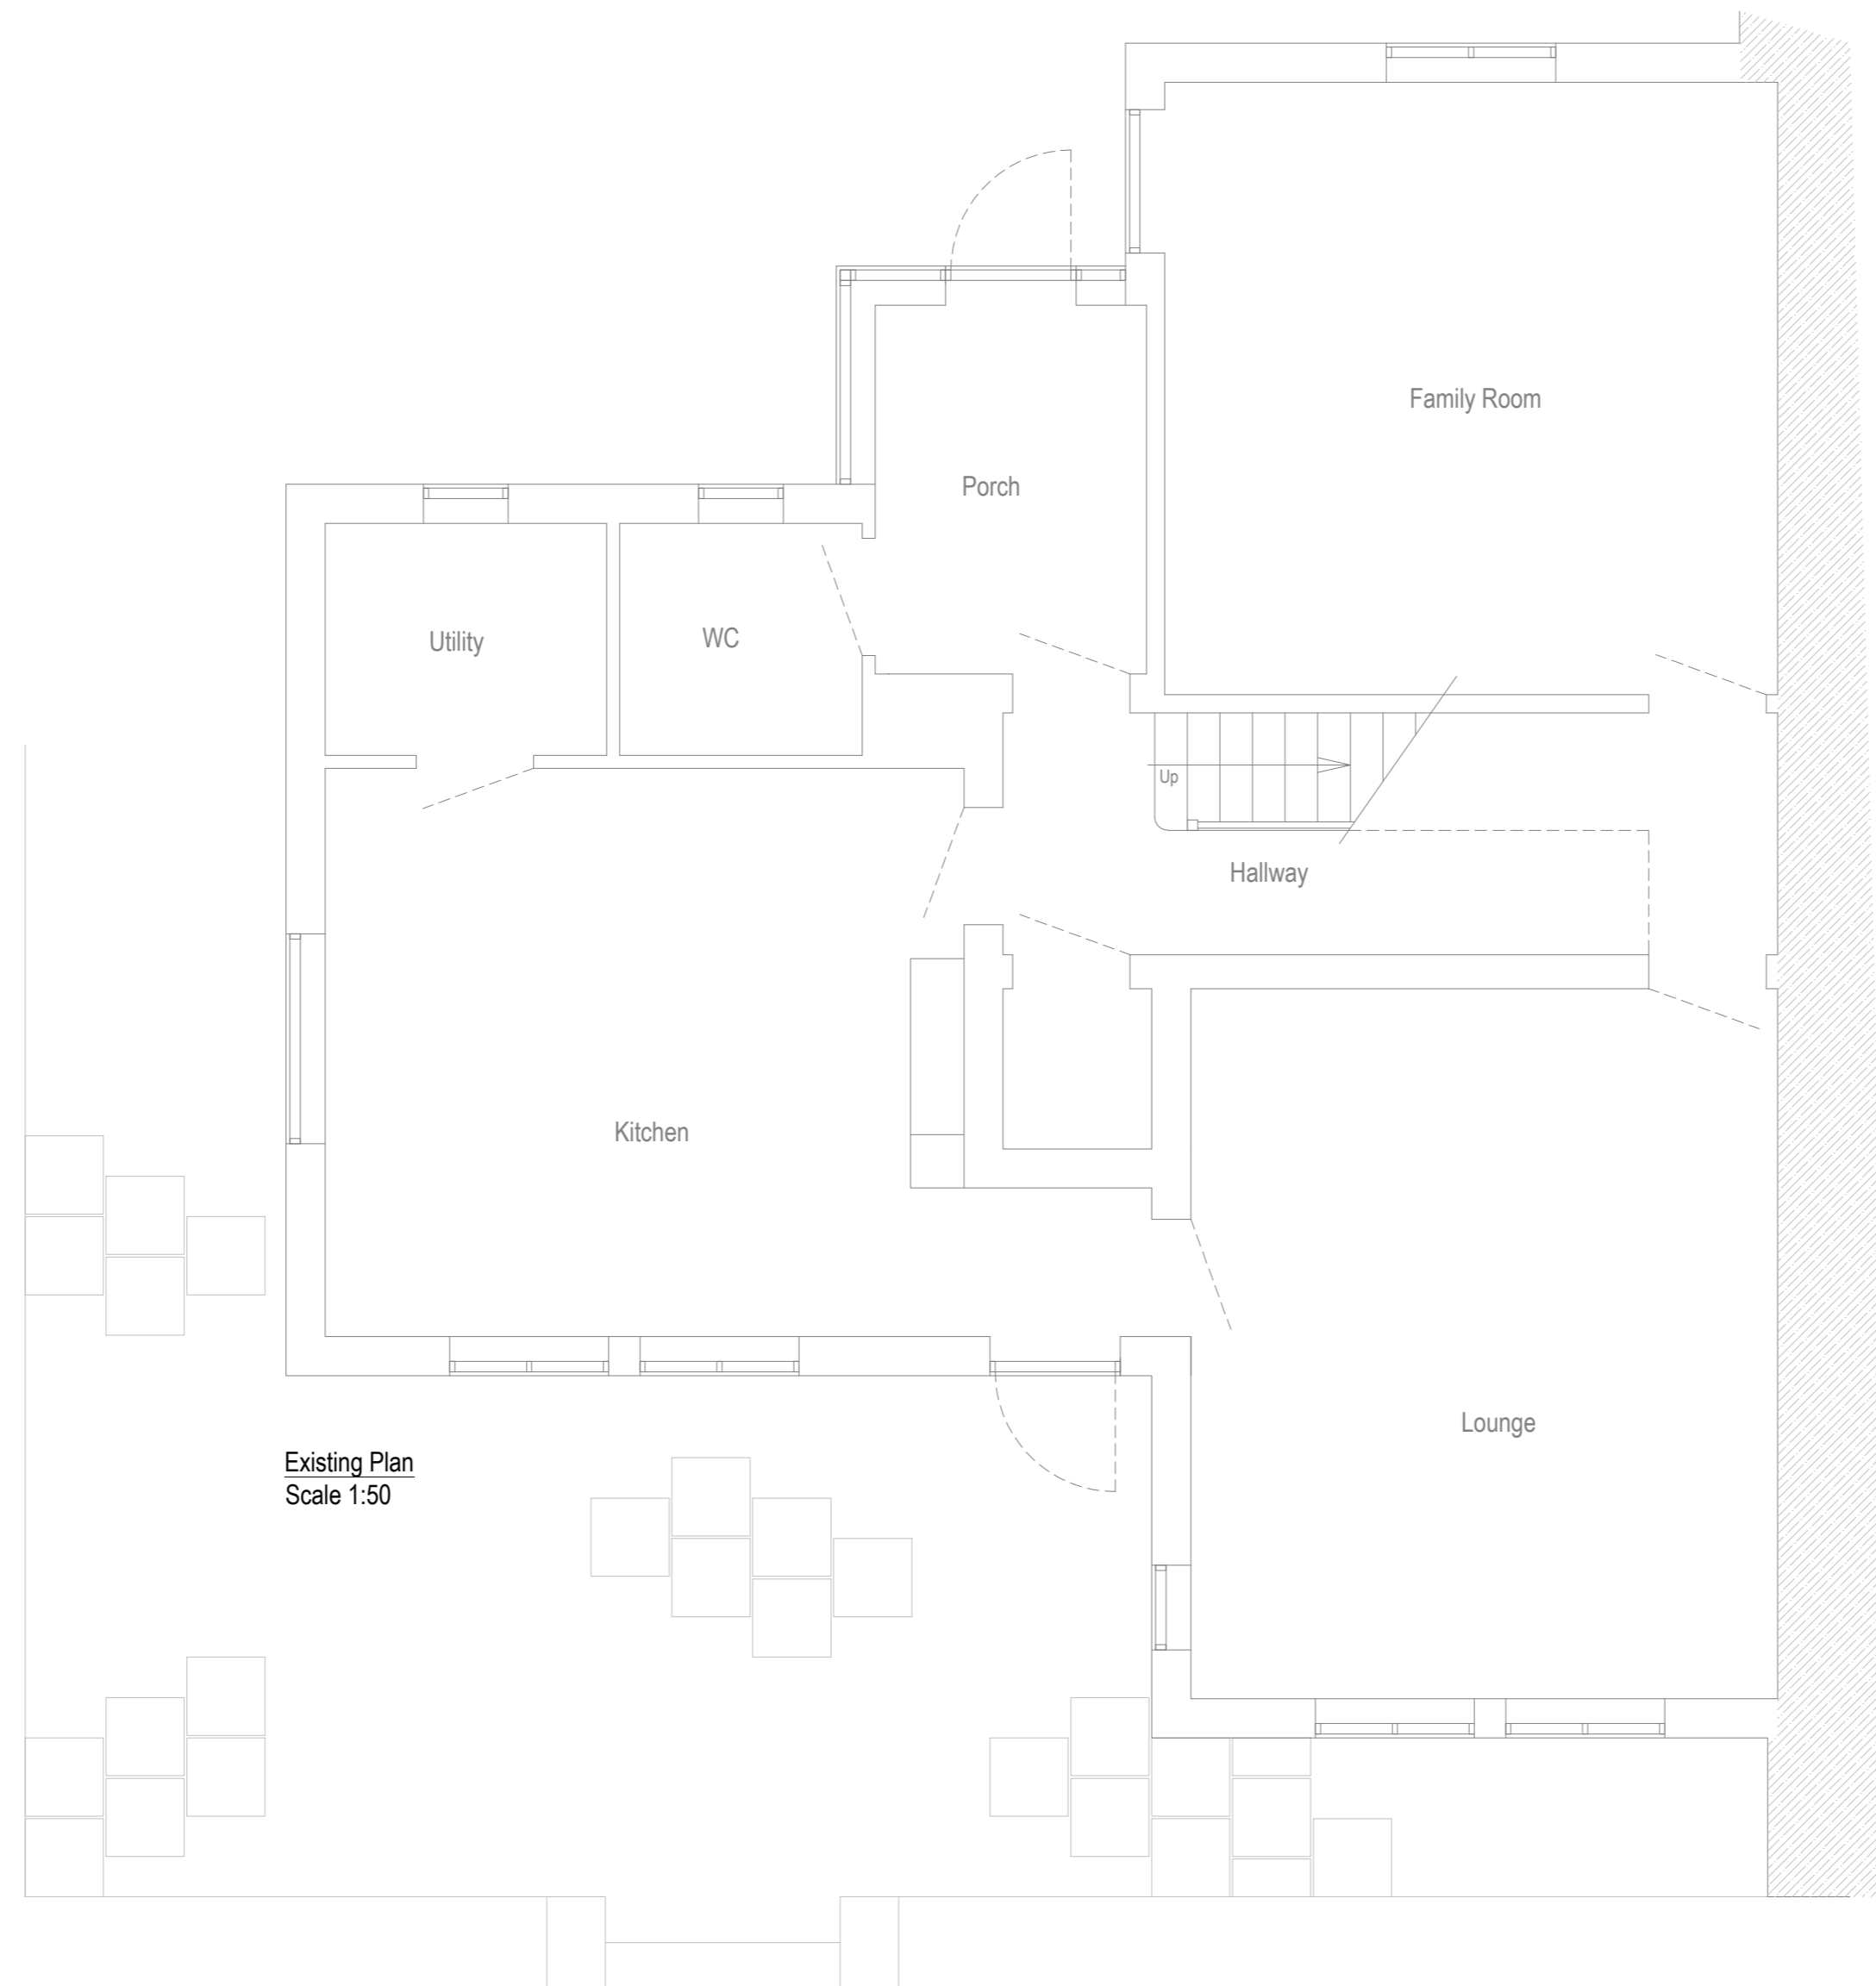 Family Room
Porch
Utility
WC
Up
Hallway
Kitchen
Lounge
Existing Plan
Scale 1:50